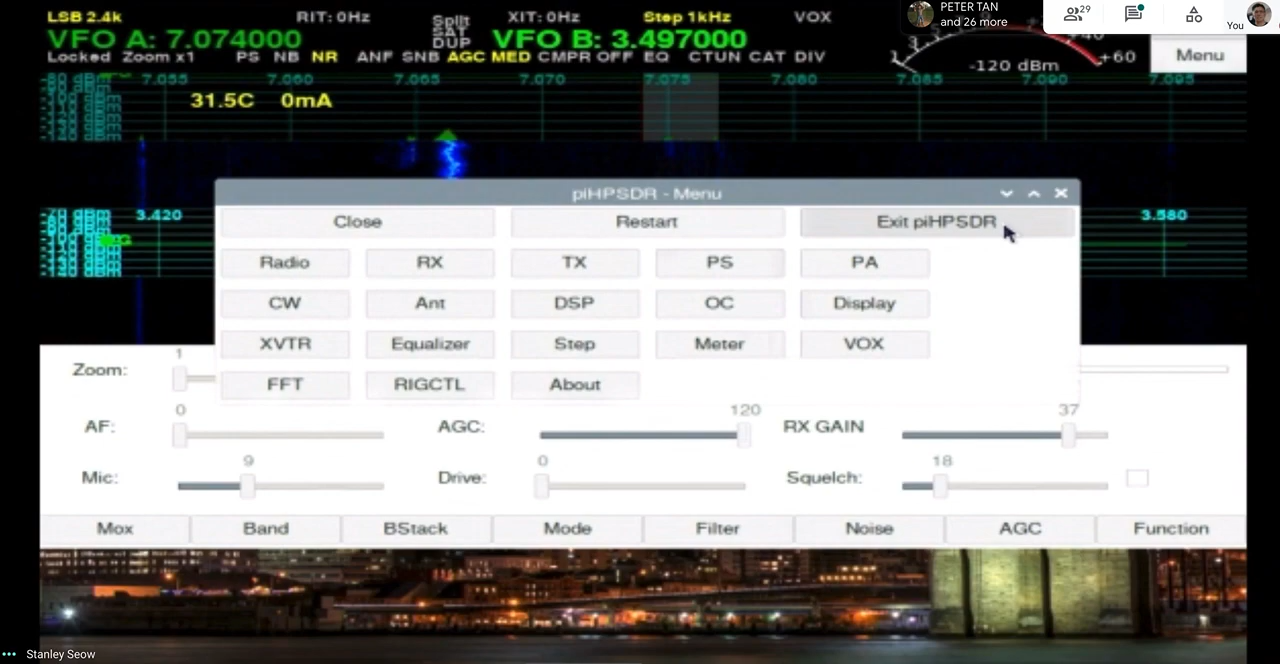 LSB 2.4k RIT: 0Hz Split XIT: 0Hz Step 1kHz VOX
PETER TAN
and 26 more
29
You
VFO A: 7.074000 SAT DUP VFO B: 3.497000
Locked Zoom x1 PS NB NR ANF SNB AGC MED CMPR OFF EQ CTUN CAT DIV
1 3 +40 +60
-120 dBm
Menu
-80 dBm 7.055 7.060 7.065 7.070 7.075 7.080 7.085 7.090 7.095
31.5C 0mA
piHPSDR - Menu
-70 dBm 3.420 3.580
Close Restart Exit piHPSDR
Radio RX TX PS PA
CW Ant DSP OC Display
XVTR Equalizer Step Meter VOX
FFT RIGCTL About
Zoom: 1
AF: 0 AGC: 120 RX GAIN 37
Mic: 9 Drive: 0 Squelch: 18
Mox Band BStack Mode Filter Noise AGC Function
Stanley Seow